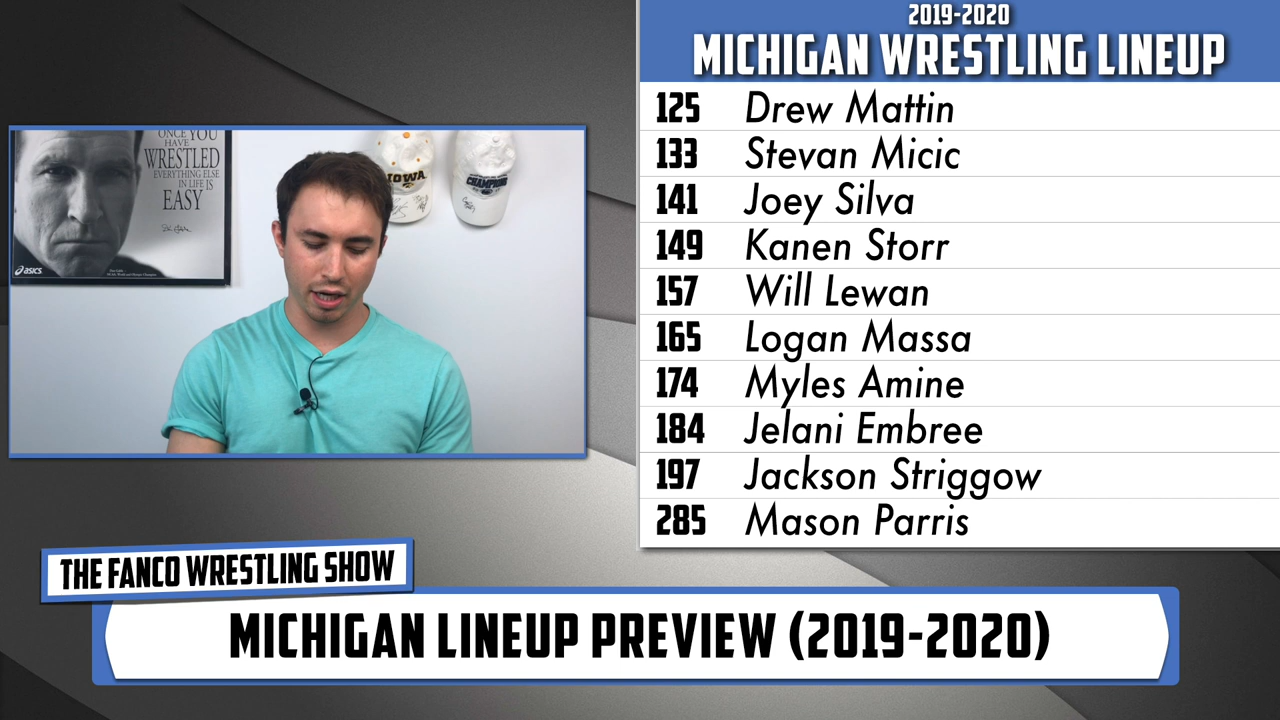 2019-2020
MICHIGAN WRESTLING LINEUP
125 Drew Mattin
133 Stevan Micic
141 Joey Silva
149 Kanen Storr
157 Will Lewan
165 Logan Massa
174 Myles Amine
184 Jelani Embree
197 Jackson Striggow
285 Mason Parris
ONCE YOU
HAVE
WRESTLED
EVERYTHING ELSE
IN LIFE IS
EASY
asics
IOWA
CHAMPIONS
THE FANCO WRESTLING SHOW
MICHIGAN LINEUP PREVIEW (2019-2020)